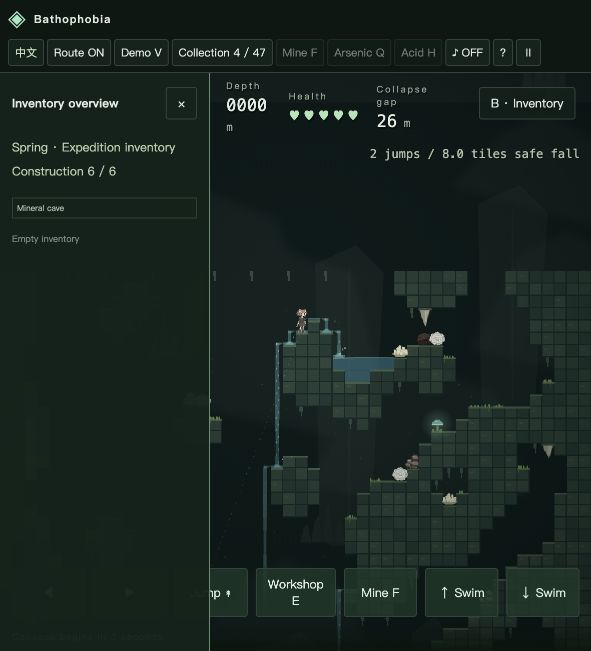 Bathophobia
中文 Route ON Demo V Collection 4 / 47 Mine F Arsenic Q Acid H ♪ OFF ? II
Inventory overview ×
Spring · Expedition inventory
Construction 6 / 6
Mineral cave
Empty inventory
Depth
0000
m
Health
Collapse
gap
26 m
B · Inventory
2 jumps / 8.0 tiles safe fall
Workshop
E
Mine F
↑ Swim
↓ Swim